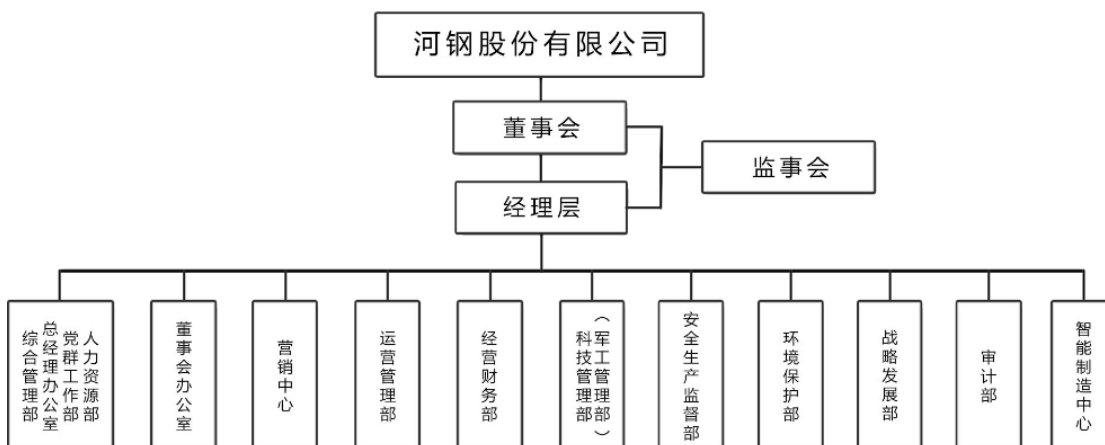 河钢股份有限公司
董事会
监事会
经理层
综合管理部
总经理办公室
党群工作部
人力资源部
董事会办公室
营销中心
运营管理部
经营财务部
科技管理部
（军工管理部）
安全生产监督部
环境保护部
战略发展部
审计部
智能制造中心